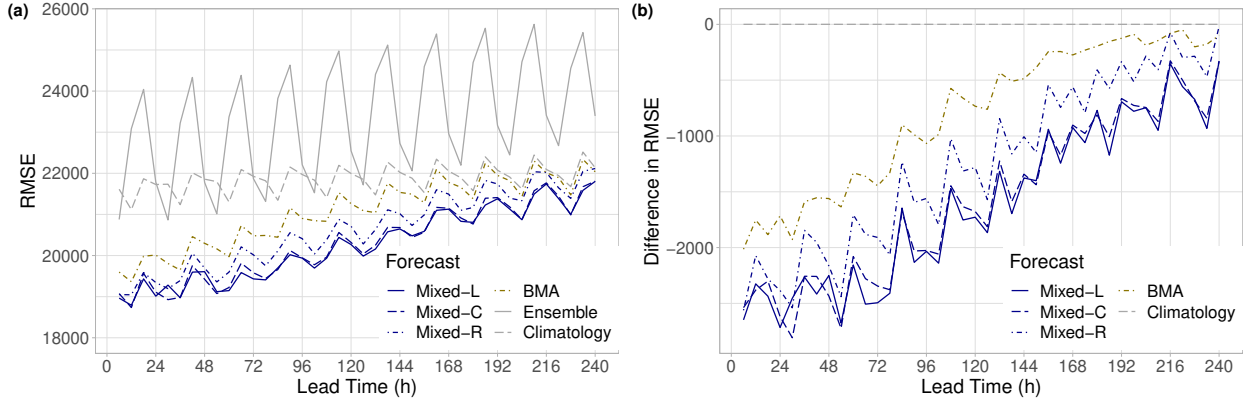 (a)
26000
24000
22000
20000
18000
RMSE
0 24 48 72 96 120 144 168 192 216 240
Lead Time (h)
Forecast
Mixed−L
Mixed−C
Mixed−R
BMA
Ensemble
Climatology
(b)
0
−1000
−2000
Difference in RMSE
0 24 48 72 96 120 144 168 192 216 240
Lead Time (h)
Forecast
Mixed−L
Mixed−C
Mixed−R
BMA
Climatology